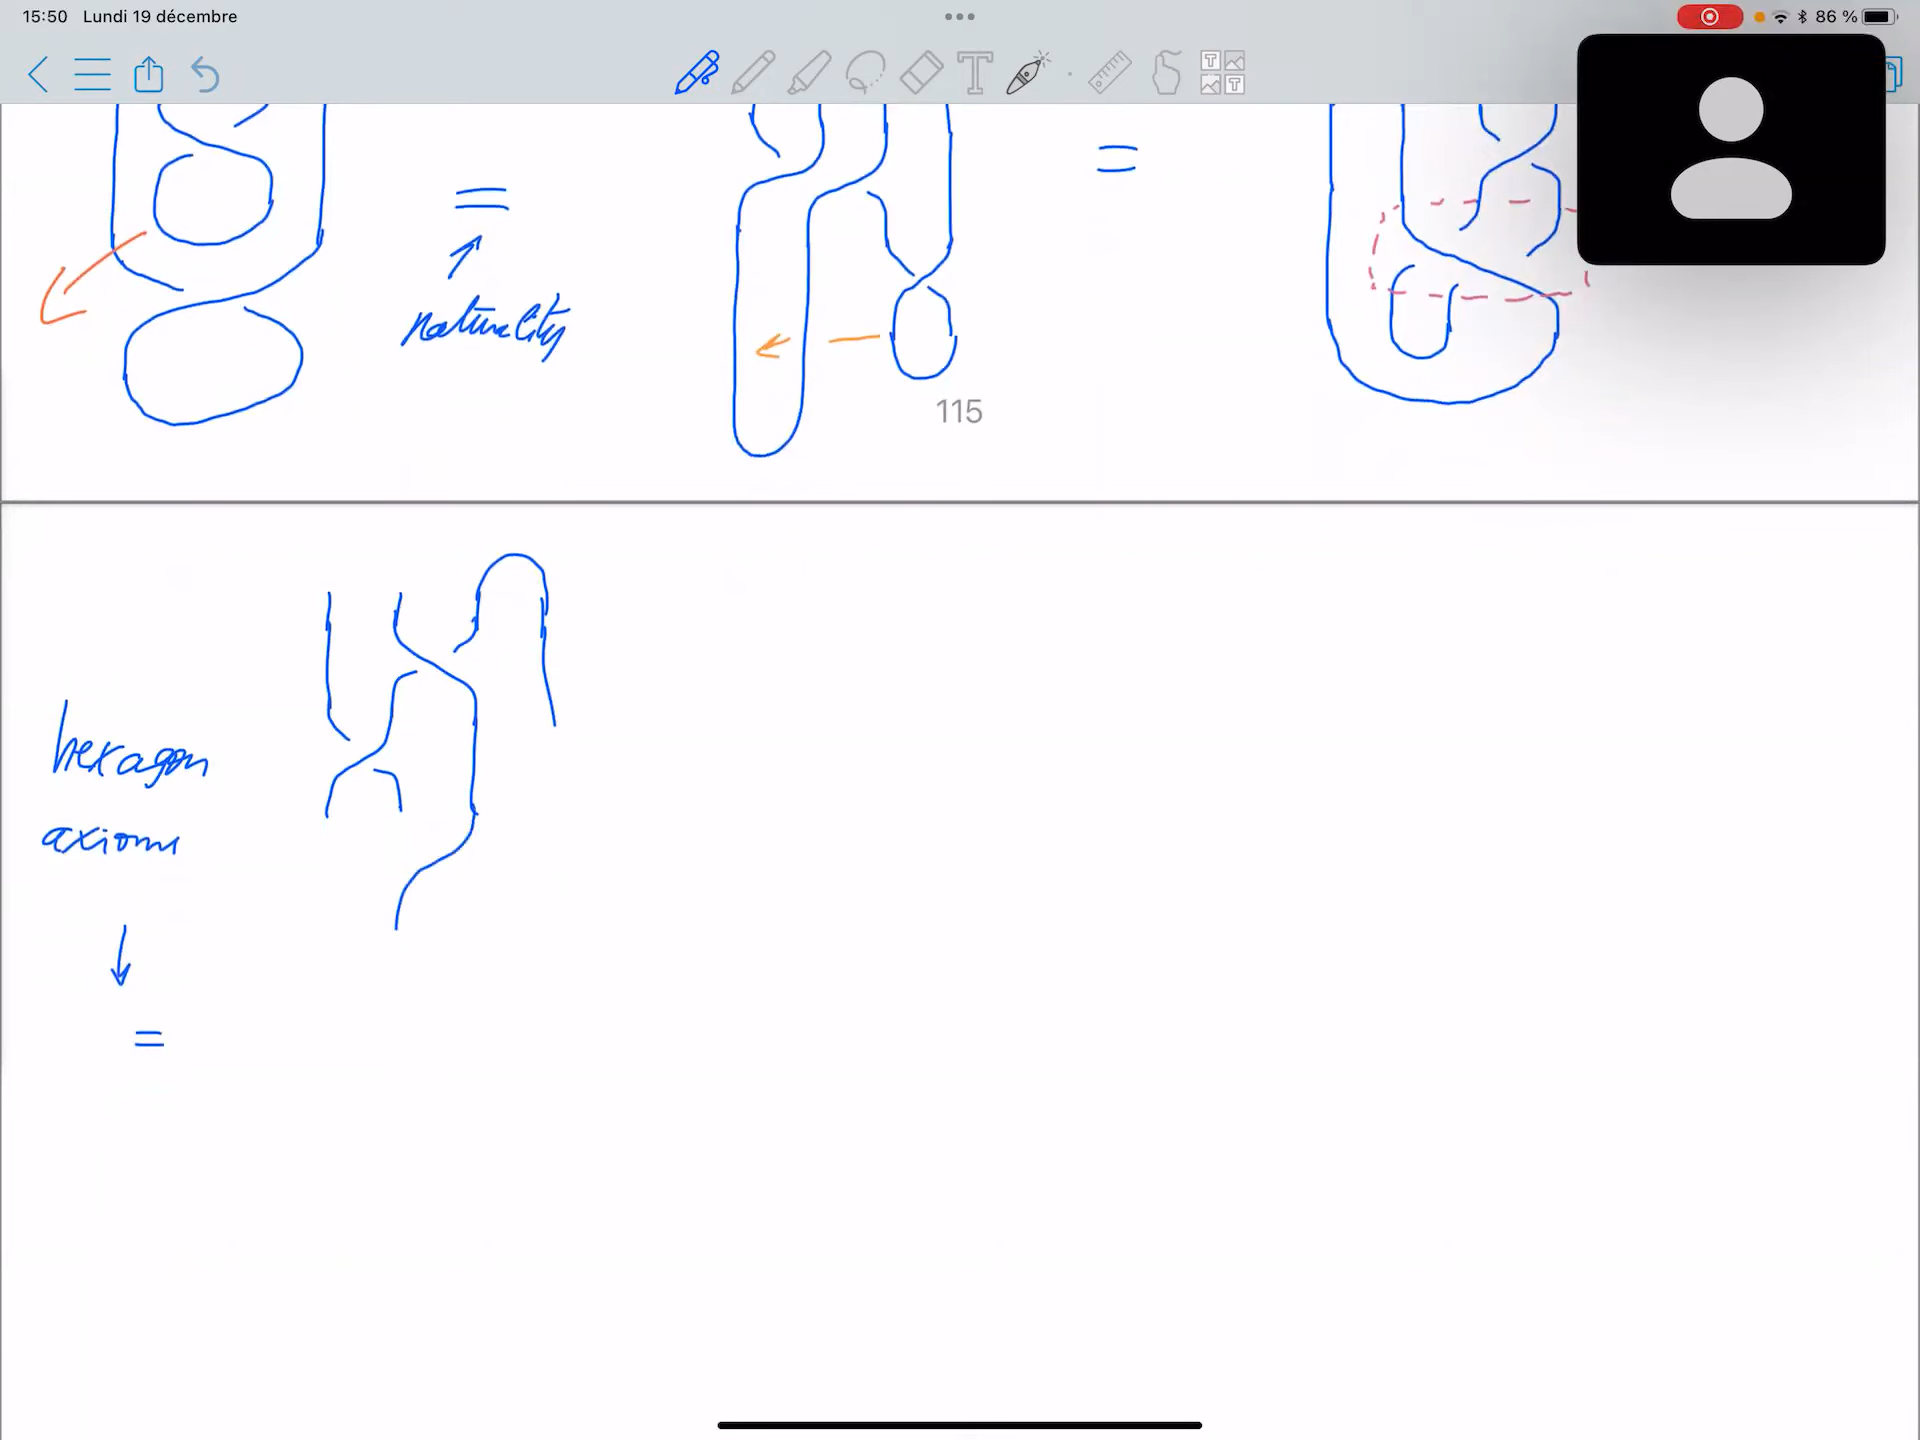 15:50 Lundi 19 décembre
86 %
=
=
naturality
115
hexagon
axioms
=